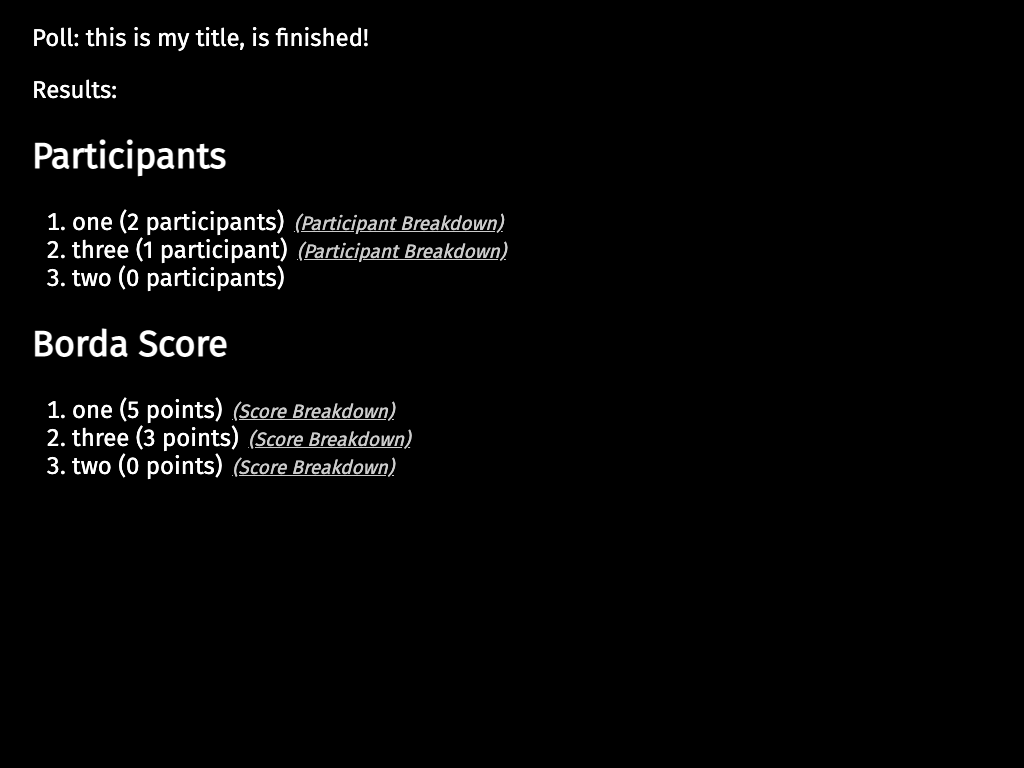 Poll: this is my title, is finished!
Results:
Participants
1. one (2 participants) (Participant Breakdown)
2. three (1 participant) (Participant Breakdown)
3. two (0 participants)
Borda Score
1. one (5 points) (Score Breakdown)
2. three (3 points) (Score Breakdown)
3. two (0 points) (Score Breakdown)